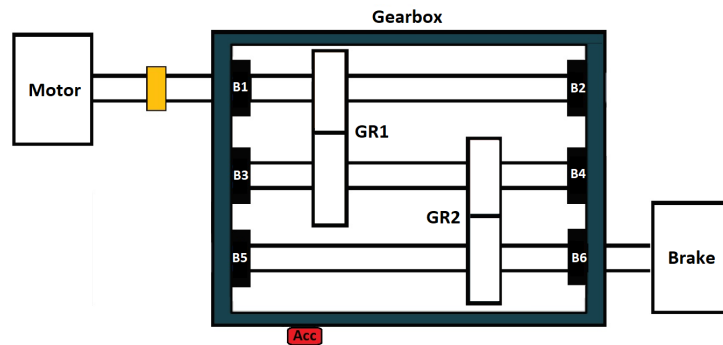 Gearbox
Motor
B1
B2
GR1
B3
B4
GR2
B5
B6
Brake
Acc